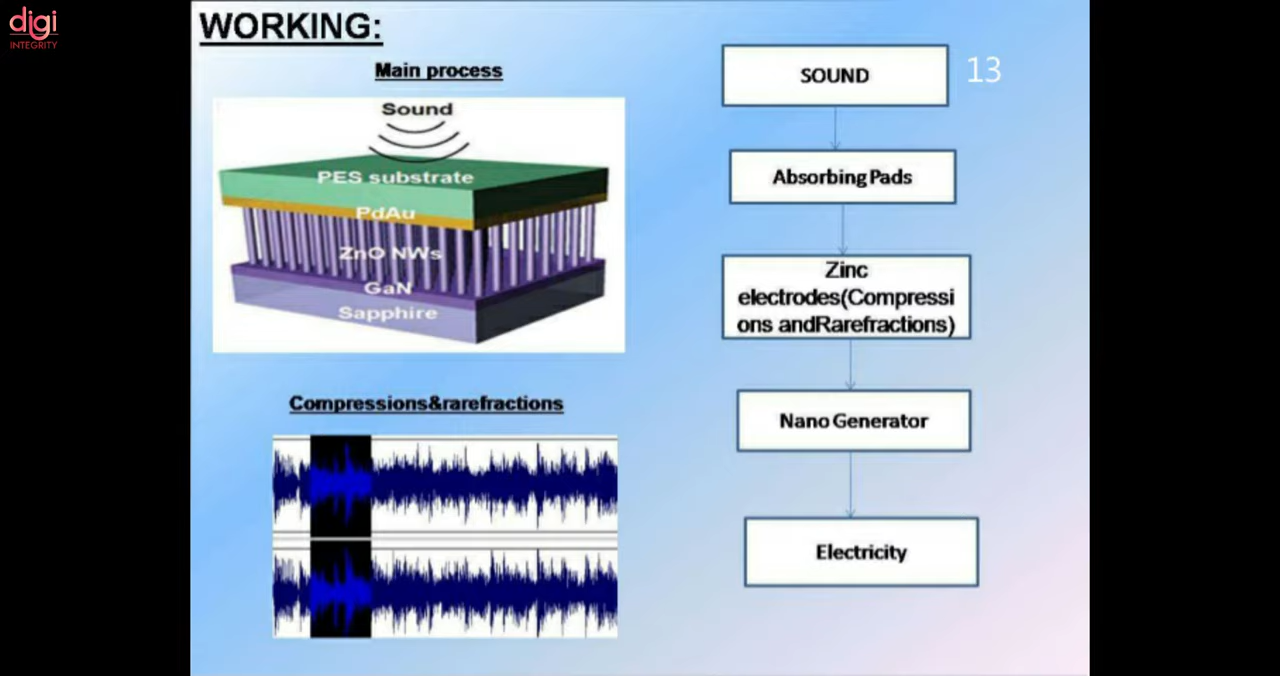 digi
INTEGRITY
WORKING:
Main process
Sound
PES substrate
PdAu
ZnO NWs
GaN
Sapphire
Compressions&rarefractions
SOUND
13
Absorbing Pads
Zinc
electrodes(Compressi
ons andRarefractions)
Nano Generator
Electricity